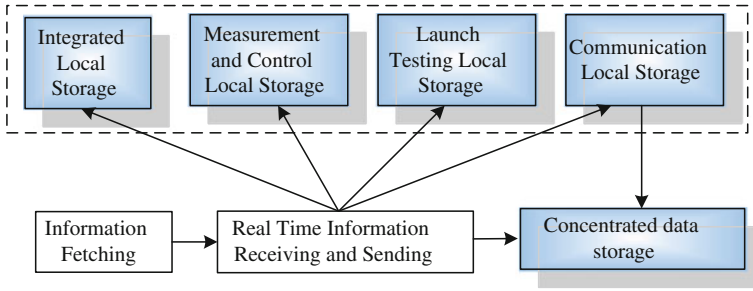 Integrated
Local
Storage
Measurement
and Control
Local Storage
Launch
Testing Local
Storage
Communication
Local Storage
Information
Fetching
Real Time Information
Receiving and Sending
Concentrated data
storage